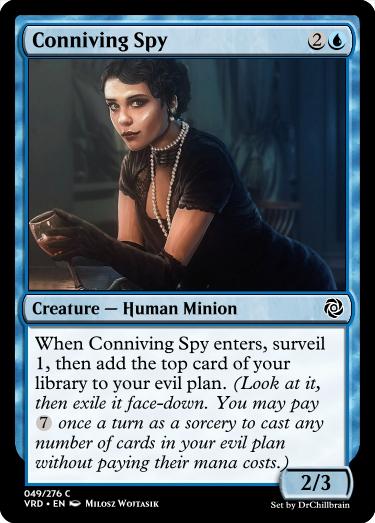 Conniving Spy 2
Creature — Human Minion
When Conniving Spy enters, surveil
1, then add the top card of your
library to your evil plan. (Look at it,
then exile it face-down. You may pay
7 once a turn as a sorcery to cast any
number of cards in your evil plan
without paying their mana costs.)
2/3
049/276 C
VRD • EN Milosz Wojtasik
Set by DrChillbrain